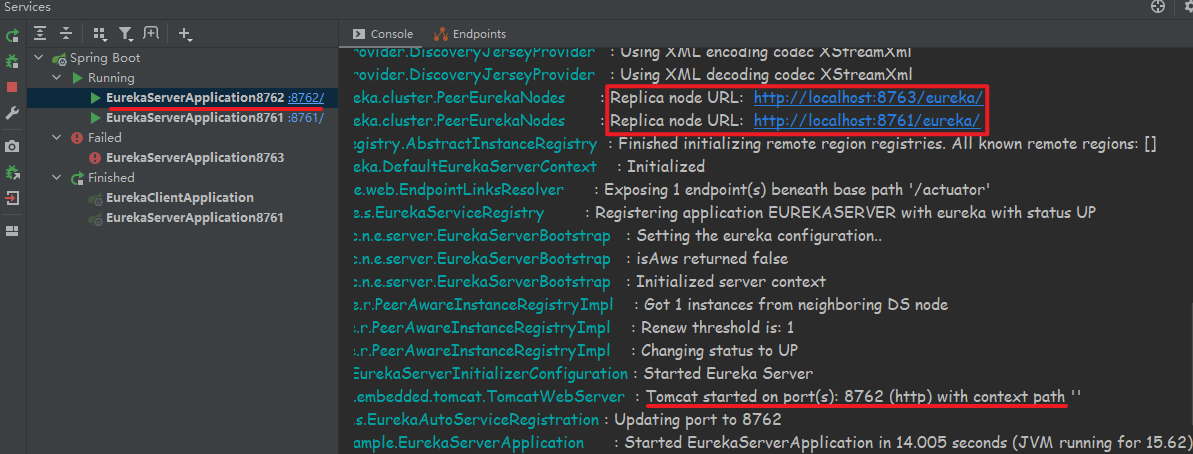 Services
Spring Boot
Running
EurekaServerApplication8762 :8762/
EurekaServerApplication8761 :8761/
Failed
EurekaServerApplication8763
Finished
EurekaClientApplication
EurekaServerApplication8761
Console Endpoints
rovider.DiscoveryJerseyProvider : Using XML encoding codec XStreamXml
rovider.DiscoveryJerseyProvider : Using XML decoding codec XStreamXml
eka.cluster.PeerEurekaNodes : Replica node URL: http://localhost:8763/eureka/
eka.cluster.PeerEurekaNodes : Replica node URL: http://localhost:8761/eureka/
egistry.AbstractInstanceRegistry : Finished initializing remote region registries. All known remote regions: []
eka.DefaultEurekaServerContext : Initialized
e.web.EndpointLinksResolver : Exposing 1 endpoint(s) beneath base path '/actuator'
e.s.EurekaServiceRegistry : Registering application EUREKASERVER with eureka with status UP
c.n.e.server.EurekaServerBootstrap : Setting the eureka configuration..
c.n.e.server.EurekaServerBootstrap : isAws returned false
c.n.e.server.EurekaServerBootstrap : Initialized server context
e.r.PeerAwareInstanceRegistryImpl : Got 1 instances from neighboring DS node
e.r.PeerAwareInstanceRegistryImpl : Renew threshold is: 1
e.r.PeerAwareInstanceRegistryImpl : Changing status to UP
EurekaServerInitializerConfiguration : Started Eureka Server
.embedded.tomcat.TomcatWebServer : Tomcat started on port(s): 8762 (http) with context path ''
.s.EurekaAutoServiceRegistration : Updating port to 8762
ample.EurekaServerApplication : Started EurekaServerApplication in 14.005 seconds (JVM running for 15.62)